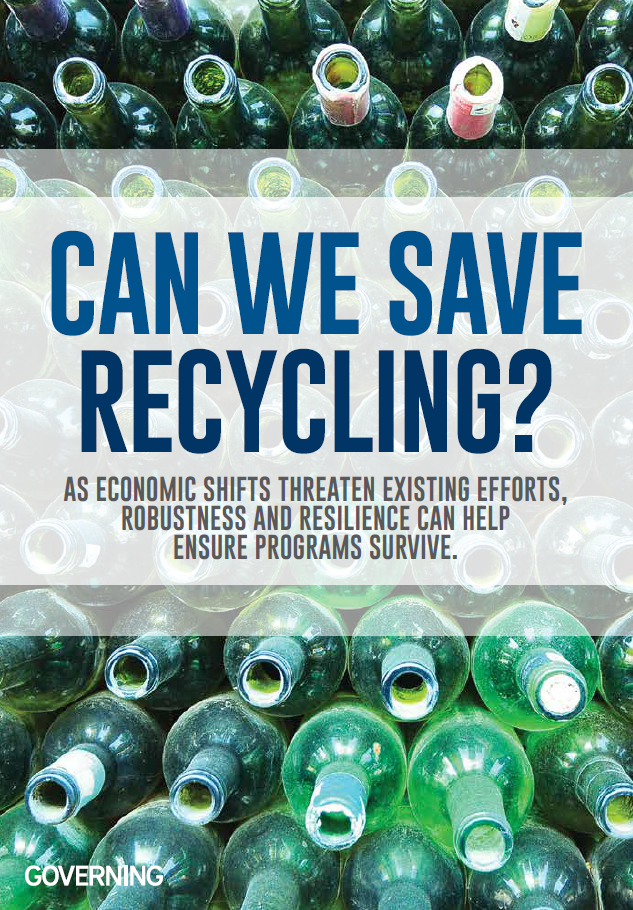 CAN WE SAVE
RECYCLING?
AS ECONOMIC SHIFTS THREATEN EXISTING EFFORTS,
ROBUSTNESS AND RESILIENCE CAN HELP
ENSURE PROGRAMS SURVIVE.
GOVERNING